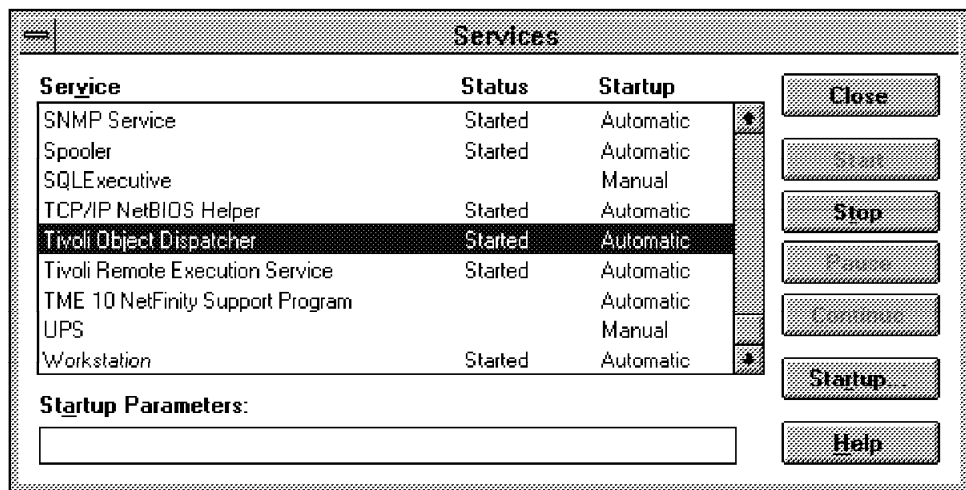 Services
Service Status Startup
SNMP Service Started Automatic
Spooler Started Automatic
SQLExecutive Manual
TCP/IP NetBIOS Helper Started Automatic
Tivoli Object Dispatcher Started Automatic
Tivoli Remote Execution Service Started Automatic
TME 10 NetFinity Support Program Automatic
UPS Manual
Workstation Started Automatic
Startup Parameters:
Close
Start
Stop
Pause
Continue
Startup...
Help